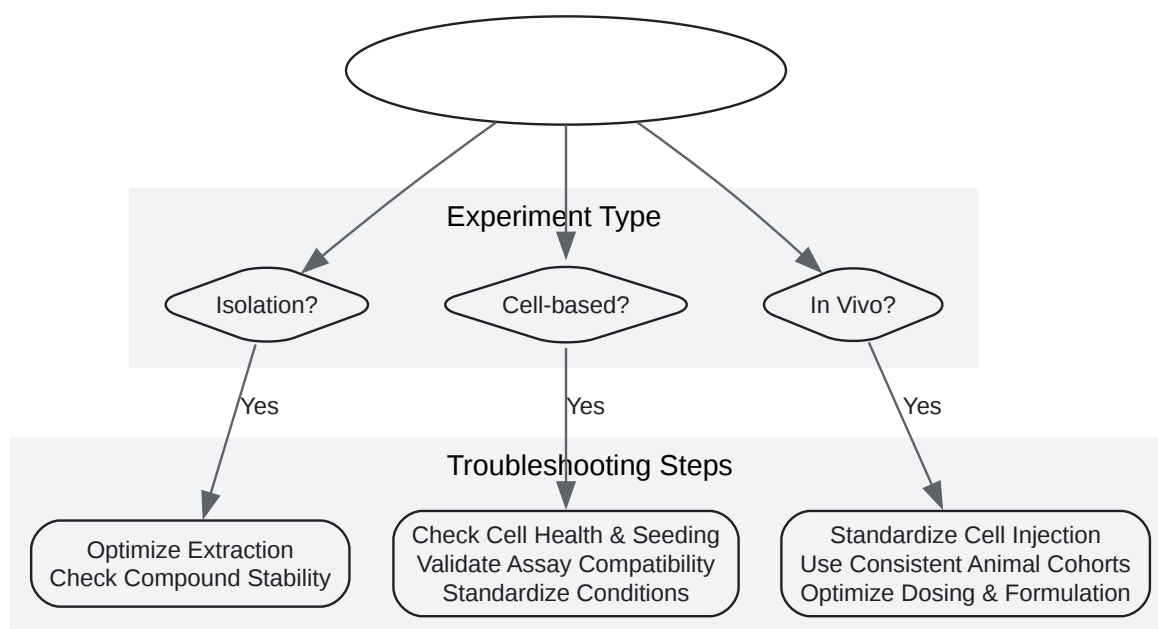 Experiment Type
Isolation?
Cell-based?
In Vivo?
Yes
Yes
Yes
Troubleshooting Steps
Optimize Extraction
Check Compound Stability
Check Cell Health & Seeding
Validate Assay Compatibility
Standardize Conditions
Standardize Cell Injection
Use Consistent Animal Cohorts
Optimize Dosing & Formulation